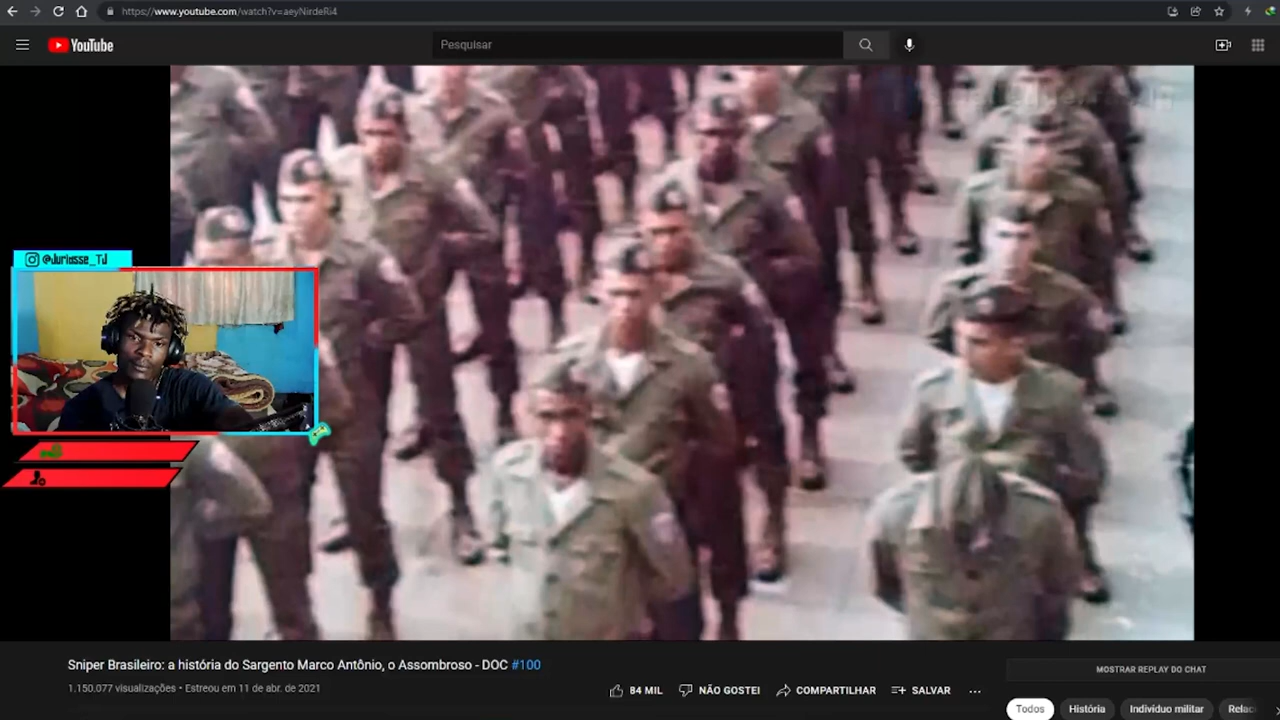 https://www.youtube.com/watch?v=aeyNirdeRi4
YouTube
Pesquisar
@Juriosse_TJ
Sniper Brasileiro: a história do Sargento Marco Antônio, o Assombroso - DOC #100
1.150.077 visualizações • Estreou em 11 de abr. de 2021
84 MIL
NÃO GOSTEI
COMPARTILHAR
SALVAR
MOSTRAR REPLAY DO CHAT
Todos
História
Indivíduo militar